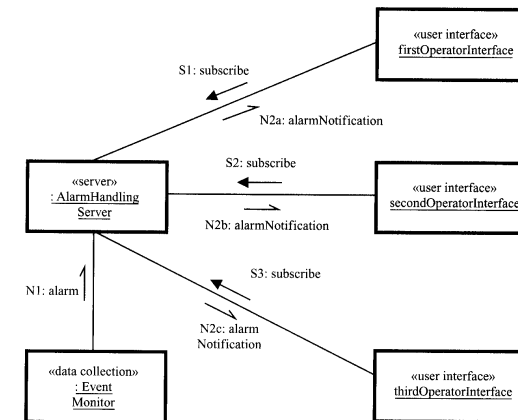 «user interface»
firstOperatorInterface
S1: subscribe
N2a: alarmNotification
S2: subscribe
«server»
: AlarmHandling
Server
«user interface»
secondOperatorInterface
N2b: alarmNotification
S3: subscribe
N1: alarm
N2c: alarm
Notification
«data collection»
: Event
Monitor
«user interface»
thirdOperatorInterface